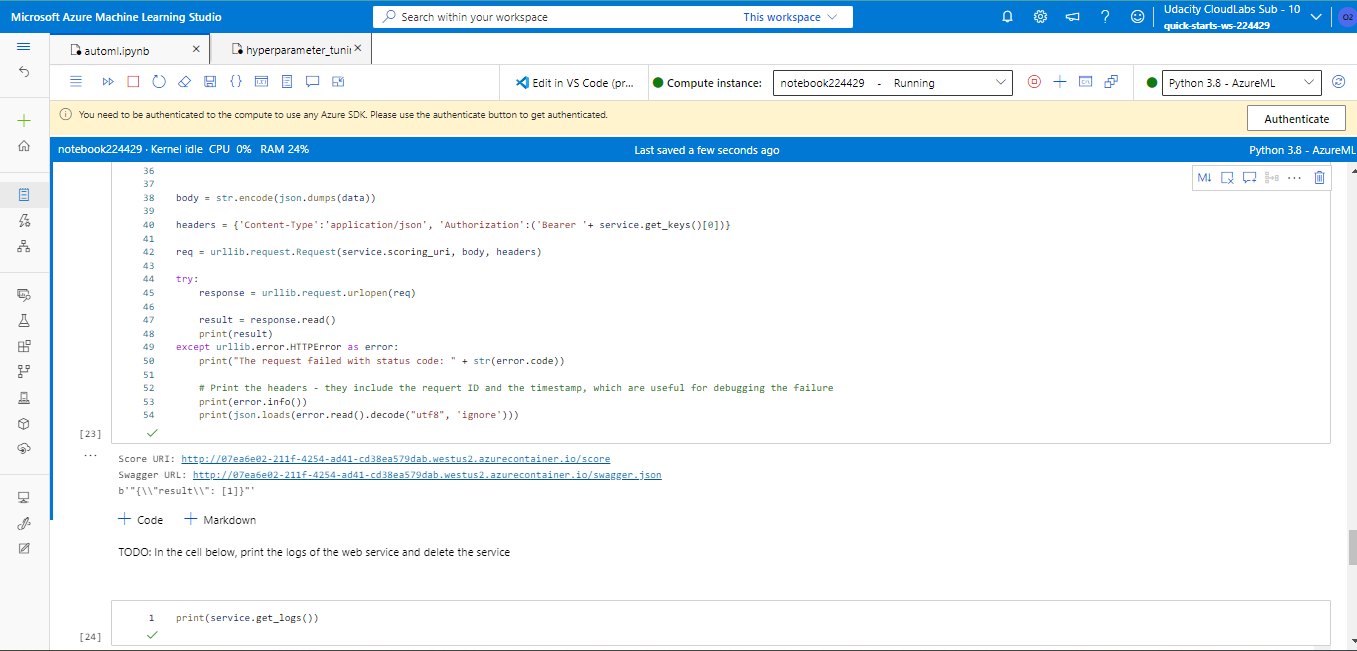 Microsoft Azure Machine Learning Studio
Search within your workspace
This workspace
Udacity CloudLabs Sub - 10
quick-starts-ws-224429
O2
automl.ipynb
hyperparameter_tunin
Edit in VS Code (pr...
Compute instance:
notebook224429 - Running
Python 3.8 - AzureML
You need to be authenticated to the compute to use any Azure SDK. Please use the authenticate button to get authenticated.
Authenticate
notebook224429 · Kernel idle CPU 0% RAM 24%
Last saved a few seconds ago
Python 3.8 - AzureML
M↓
36
37
38 body = str.encode(json.dumps(data))
39
40 headers = {'Content-Type':'application/json', 'Authorization':('Bearer '+ service.get_keys()[0])}
41
42 req = urllib.request.Request(service.scoring_uri, body, headers)
43
44 try:
45 response = urllib.request.urlopen(req)
46
47 result = response.read()
48 print(result)
49 except urllib.error.HTTPError as error:
50 print("The request failed with status code: " + str(error.code))
51
52 # Print the headers - they include the requert ID and the timestamp, which are useful for debugging the failure
53 print(error.info())
54 print(json.loads(error.read().decode("utf8", 'ignore')))
[23]
...
Score URI: http://07ea6e02-211f-4254-ad41-cd38ea579dab.westus2.azurecontainer.io/score
Swagger URL: http://07ea6e02-211f-4254-ad41-cd38ea579dab.westus2.azurecontainer.io/swagger.json
b'"{\\"result\\": [1]}"'
+ Code + Markdown
TODO: In the cell below, print the logs of the web service and delete the service
1 print(service.get_logs())
[24]